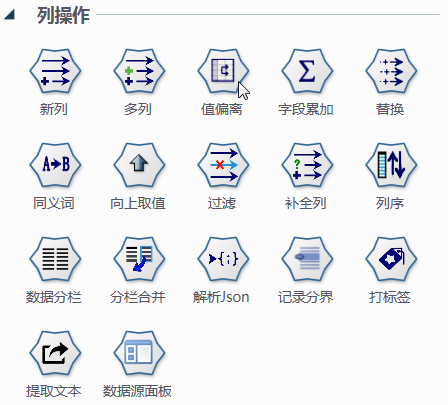 列操作
新列 多列 值偏离 字段累加 替换
A B ?
同义词 向上取值 过滤 补全列 列序
{:}
数据分栏 分栏合并 解析Json 记录分界 打标签
提取文本 数据源面板